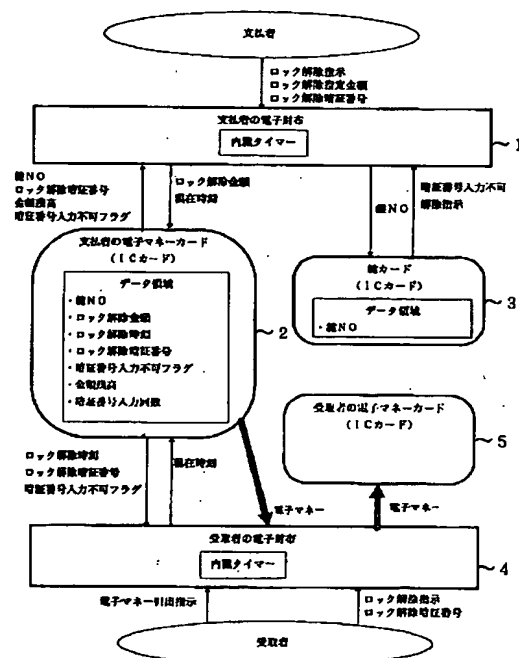 支払者
ロック解除指示
ロック解除指定金額
ロック解除暗証番号
支払者の電子財布
内蔵タイマー
1
鍵NO
ロック解除暗証番号
金額残高
暗証番号入力不可フラグ
ロック解除金額
現在時刻
鍵NO
暗証番号入力不可
解除指示
支払者の電子マネーカード
(ICカード)
データ領域
・鍵NO
・ロック解除金額
・ロック解除時刻
・ロック解除暗証番号
・暗証番号入力不可フラグ
・金額残高
・暗証番号入力回数
2
鍵カード
(ICカード)
データ領域
・鍵NO
3
受取者の電子マネーカード
(ICカード)
5
ロック解除時刻
ロック解除暗証番号
暗証番号入力不可フラグ
現在時刻
電子マネー
電子マネー
受取者の電子財布
内蔵タイマー
4
電子マネー引出指示
ロック解除指示
ロック解除暗証番号
受取者